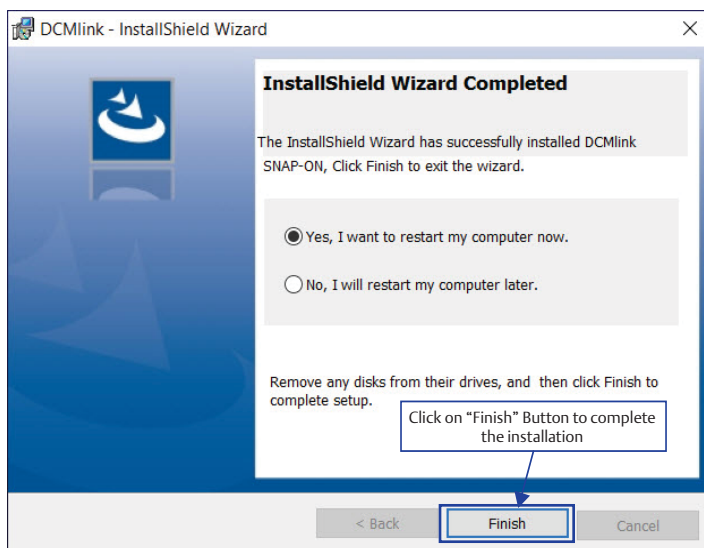 DCMlink - InstallShield Wizard
InstallShield Wizard Completed
The InstallShield Wizard has successfully installed DCMlink
SNAP-ON, Click Finish to exit the wizard.
Yes, I want to restart my computer now.
No, I will restart my computer later.
Remove any disks from their drives, and then click Finish to
complete setup.
Click on “Finish” Button to complete
the installation
< Back
Finish
Cancel